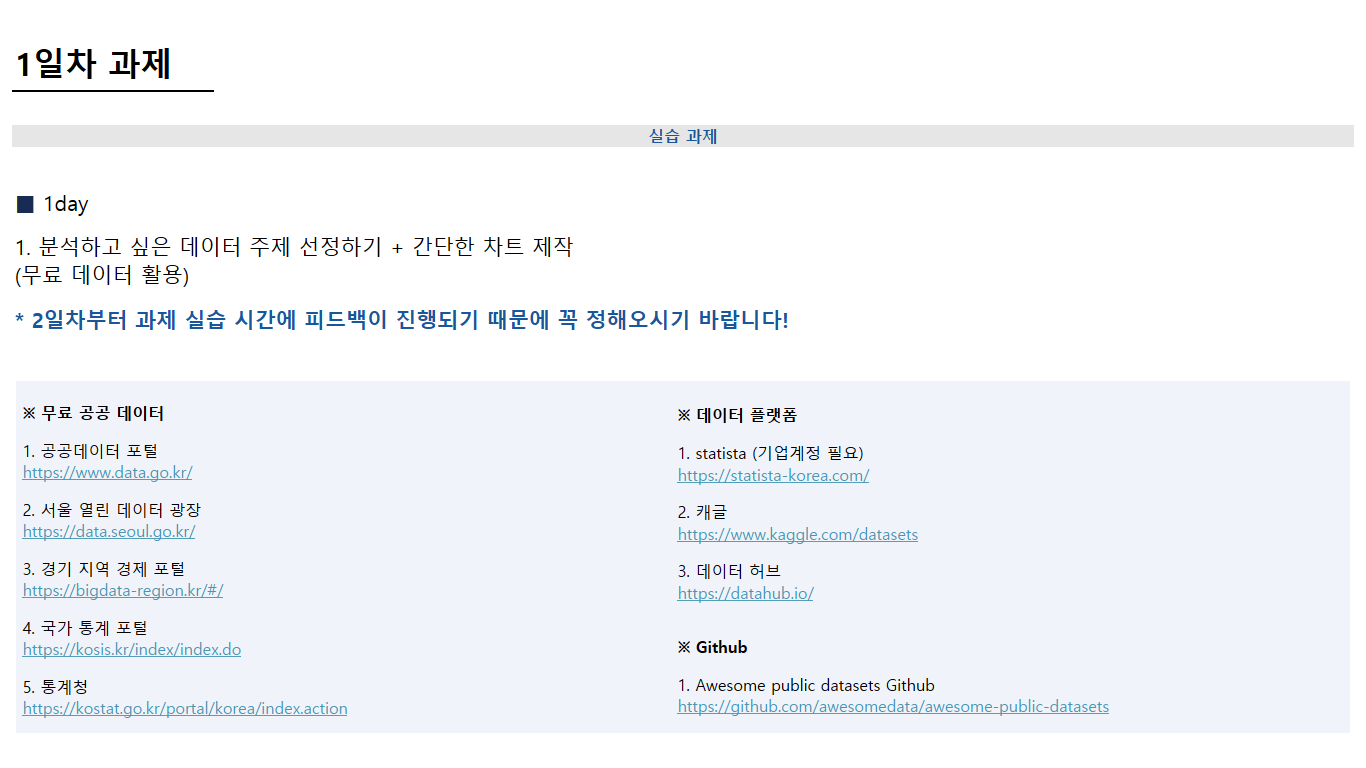 1일차 과제
실습 과제
■ 1day
1. 분석하고 싶은 데이터 주제 선정하기 + 간단한 차트 제작
(무료 데이터 활용)
* 2일차부터 과제 실습 시간에 피드백이 진행되기 때문에 꼭 정해오시기 바랍니다!
※ 무료 공공 데이터
1. 공공데이터 포털
https://www.data.go.kr/
2. 서울 열린 데이터 광장
https://data.seoul.go.kr/
3. 경기 지역 경제 포털
https://bigdata-region.kr/#/
4. 국가 통계 포털
https://kosis.kr/index/index.do
5. 통계청
https://kostat.go.kr/portal/korea/index.action
※ 데이터 플랫폼
1. statista (기업계정 필요)
https://statista-korea.com/
2. 캐글
https://www.kaggle.com/datasets
3. 데이터 허브
https://datahub.io/
※ Github
1. Awesome public datasets Github
https://github.com/awesomedata/awesome-public-datasets